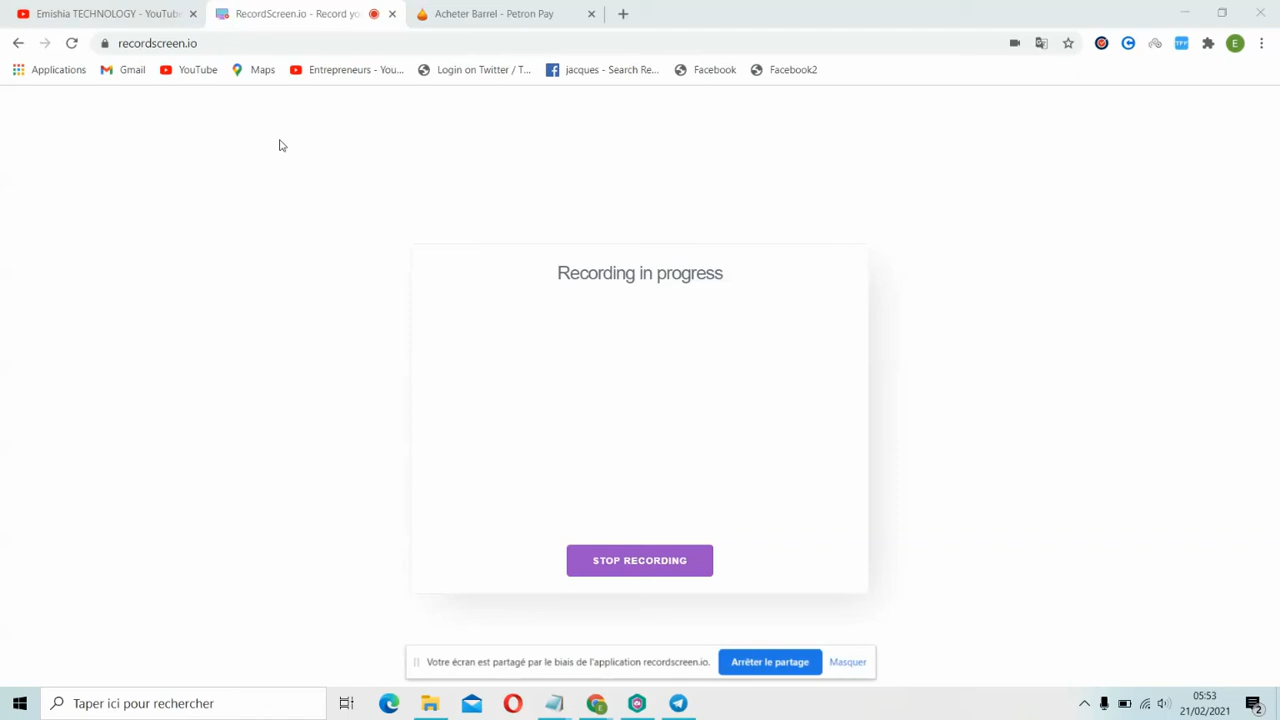 Emishia TECHNOLOGY - YouTube
RecordScreen.io - Record yo
Acheter Barrel - Petron Pay
recordscreen.io
E
Applications
Gmail
YouTube
Maps
Entrepreneurs - You...
Login on Twitter / T...
jacques - Search Re...
Facebook
Facebook2
Recording in progress
STOP RECORDING
Votre écran est partagé par le biais de l'application recordscreen.io.
Arrêter le partage
Masquer
Taper ici pour rechercher
05:53
21/02/2021
2